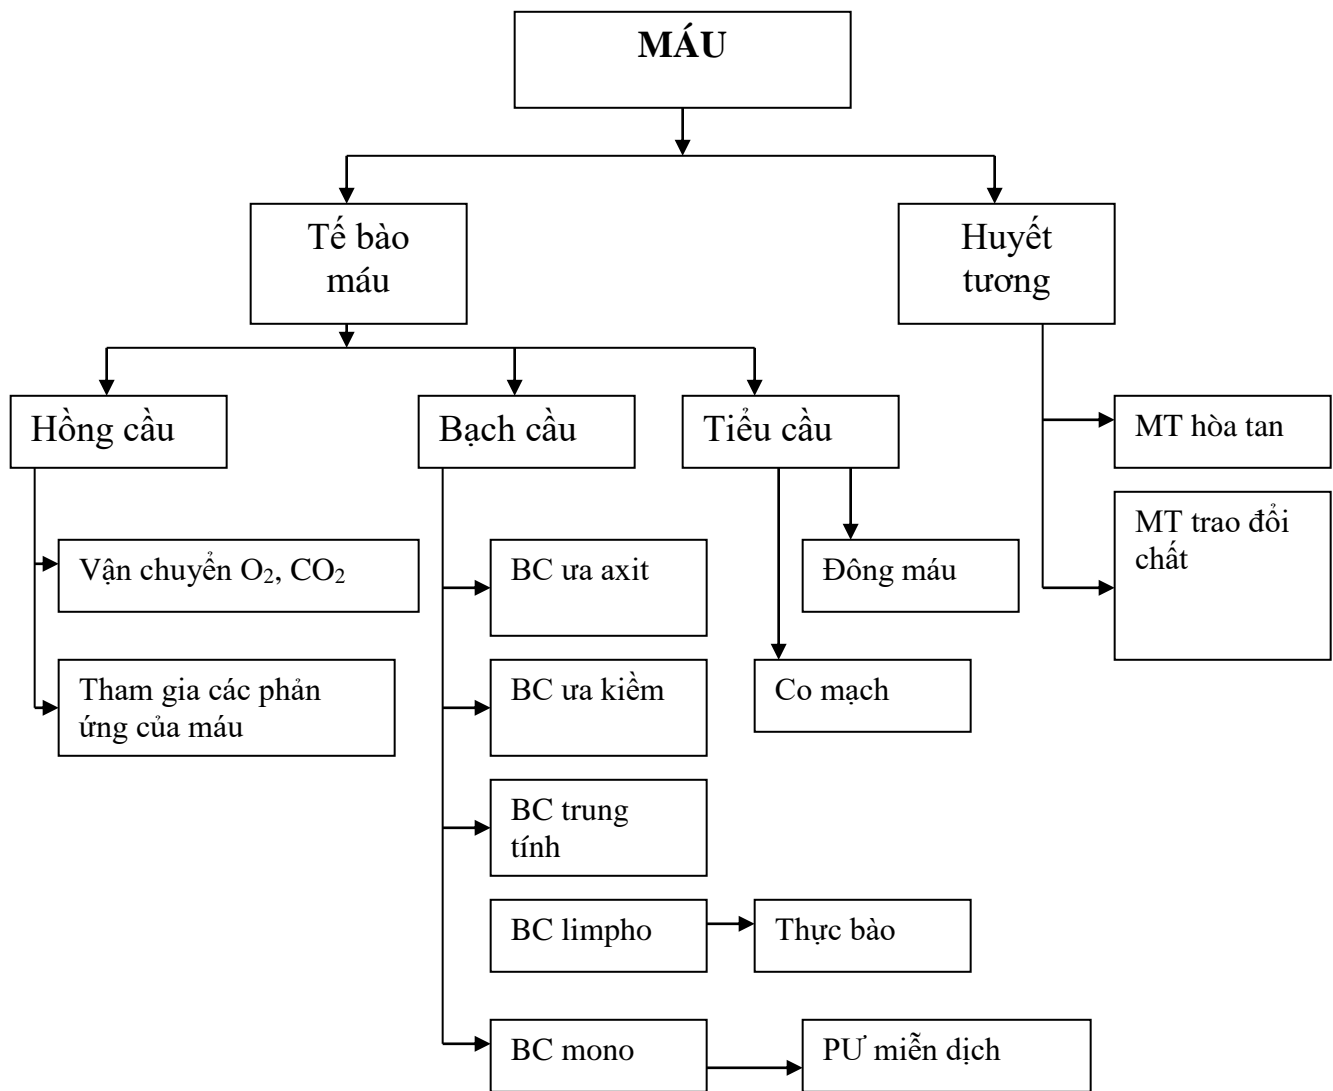 MÁU
Tế bào
máu
Huyết
tương
Hồng cầu
Bạch cầu
Tiểu cầu
MT hòa tan
MT trao đổi
chất
Vận chuyển O₂, CO₂
BC ưa axit
Đông máu
Tham gia các phản
ứng của máu
BC ưa kiềm
Co mạch
BC trung
tính
BC limpho
Thực bào
BC mono
PƯ miễn dịch